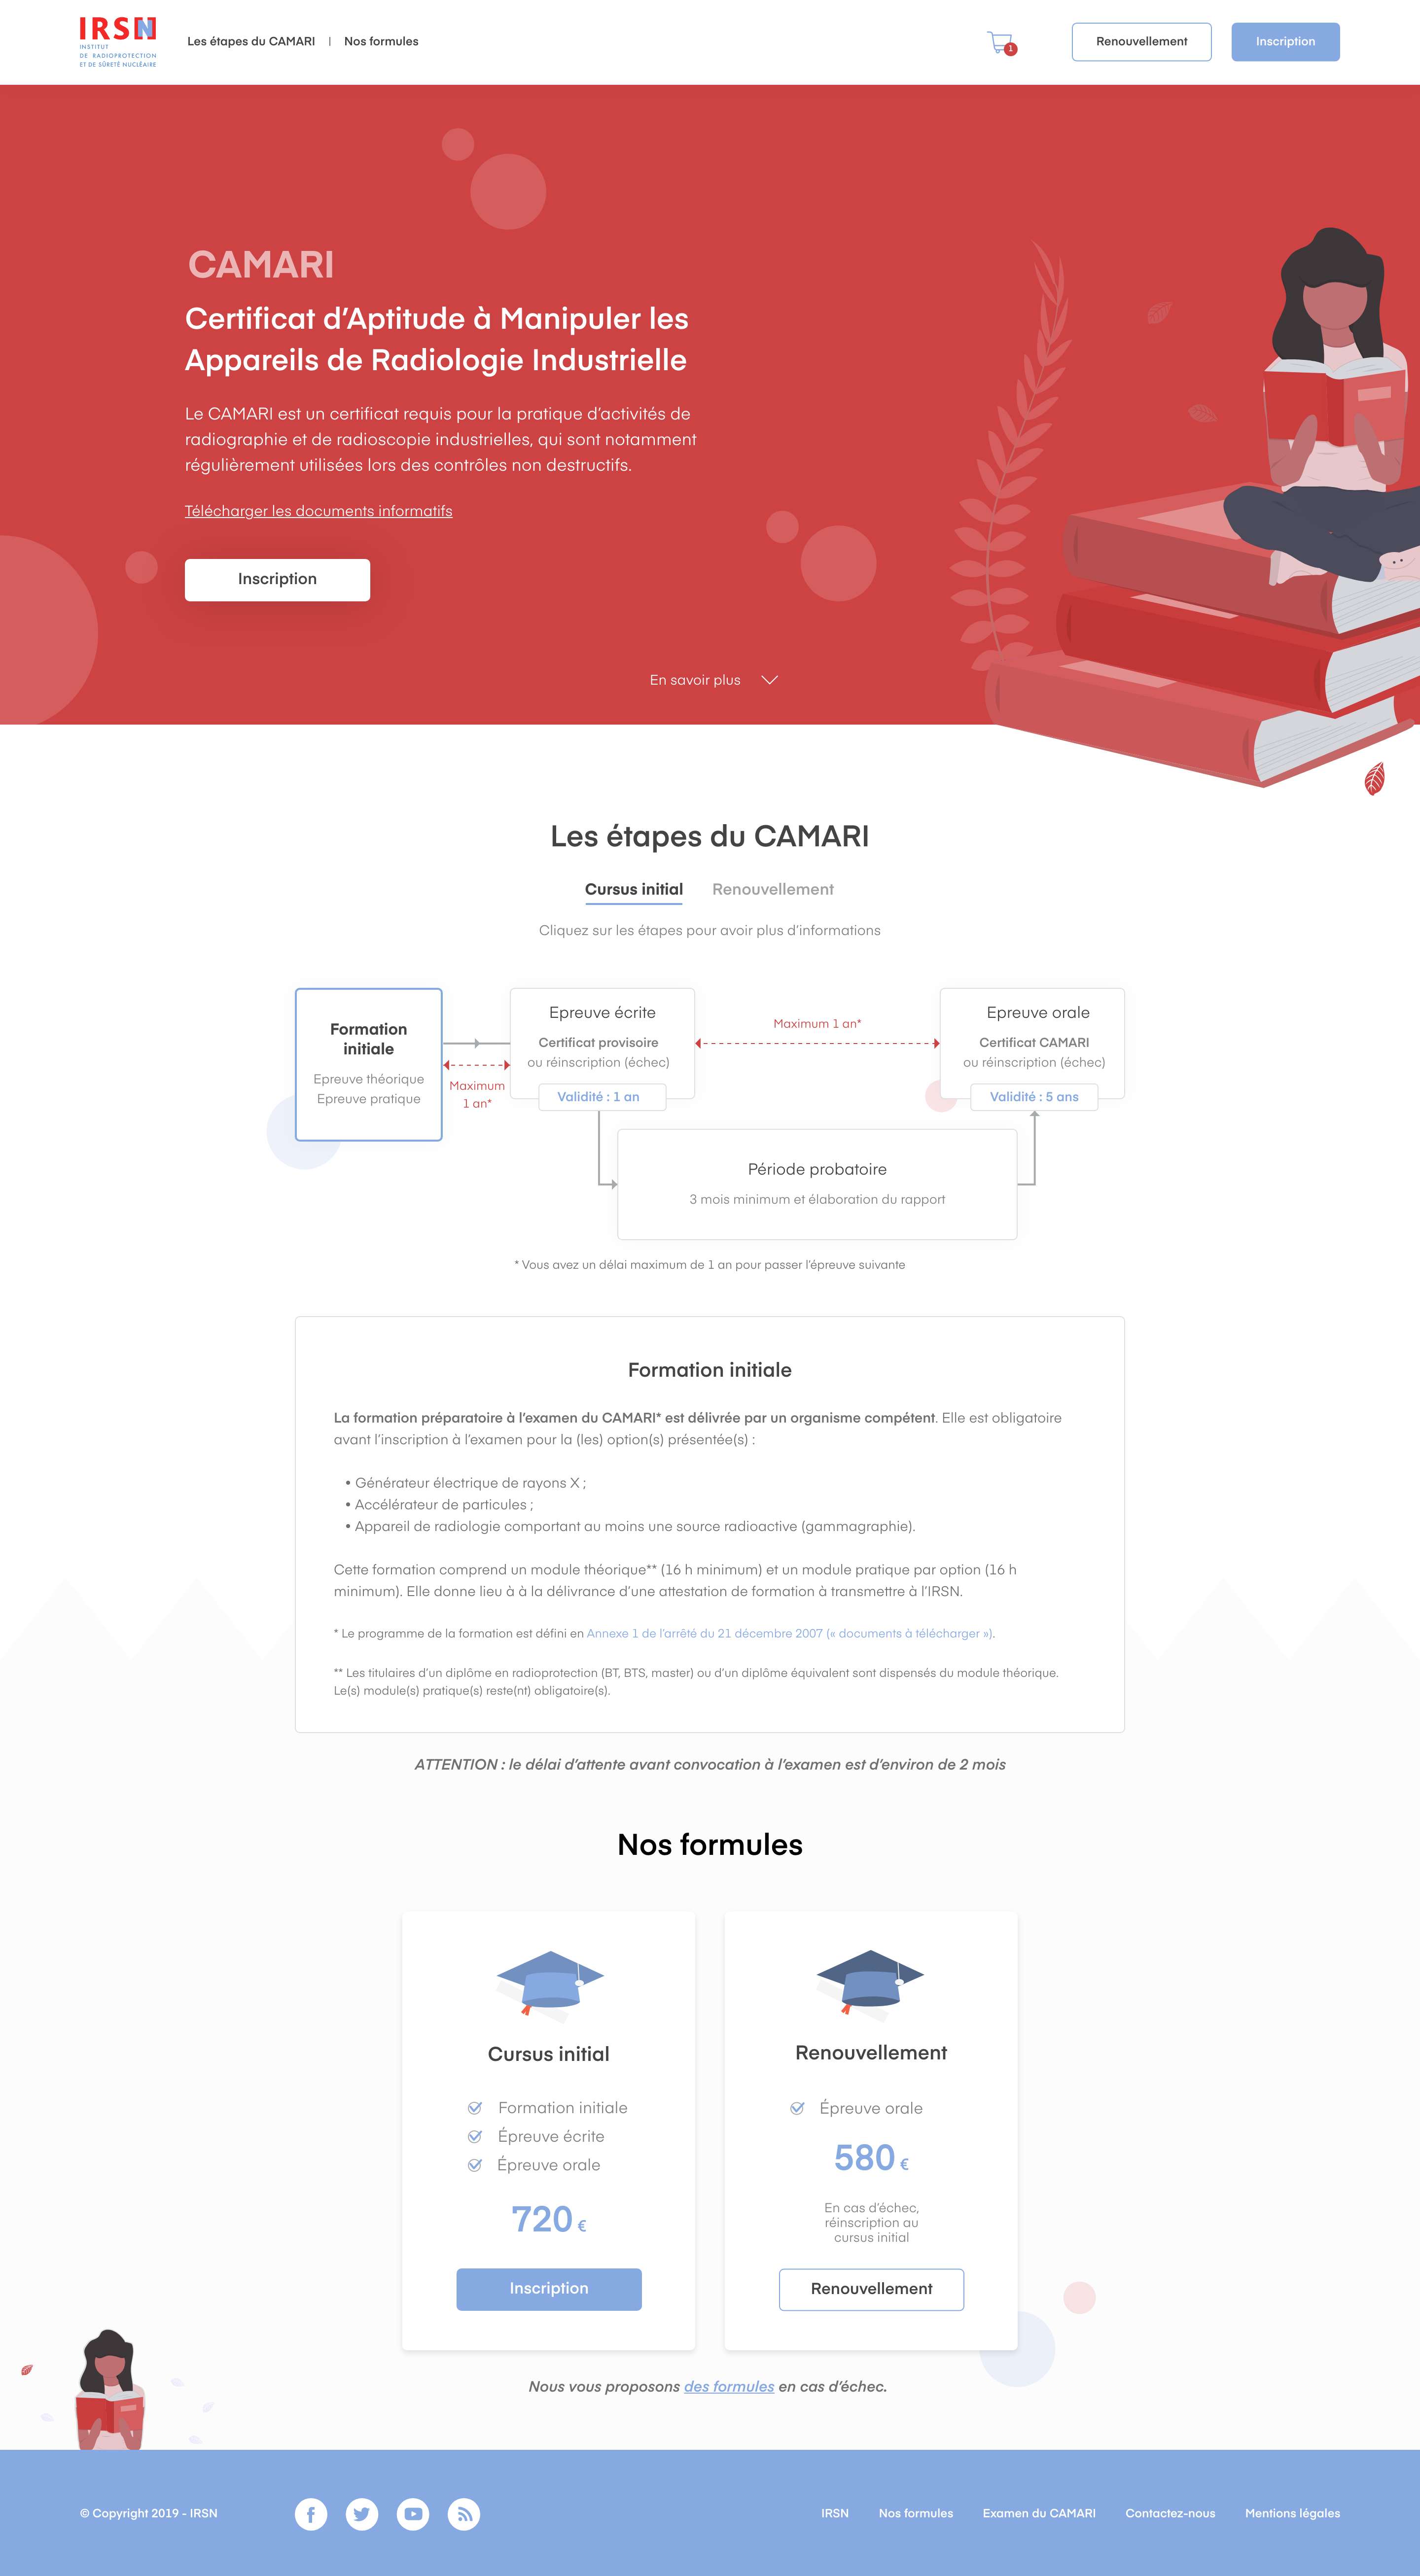 IRSN
INSTITUT
DE RADIOPROTECTION
ET DE SÛRETÉ NUCLÉAIRE
Les étapes du CAMARI | Nos formules
1
Renouvellement
Inscription
CAMARI
Certificat d’Aptitude à Manipuler les
Appareils de Radiologie Industrielle
Le CAMARI est un certificat requis pour la pratique d’activités de
radiographie et de radioscopie industrielles, qui sont notamment
régulièrement utilisées lors des contrôles non destructifs.
Télécharger les documents informatifs
Inscription
En savoir plus
Les étapes du CAMARI
Cursus initial
Renouvellement
Cliquez sur les étapes pour avoir plus d’informations
Formation
initiale
Epreuve théorique
Epreuve pratique
Maximum
1 an*
Epreuve écrite
Certificat provisoire
ou réinscription (échec)
Validité : 1 an
Maximum 1 an*
Epreuve orale
Certificat CAMARI
ou réinscription (échec)
Validité : 5 ans
Période probatoire
3 mois minimum et élaboration du rapport
* Vous avez un délai maximum de 1 an pour passer l’épreuve suivante
Formation initiale
La formation préparatoire à l’examen du CAMARI* est délivrée par un organisme compétent. Elle est obligatoire
avant l’inscription à l’examen pour la (les) option(s) présentée(s) :
• Générateur électrique de rayons X ;
• Accélérateur de particules ;
• Appareil de radiologie comportant au moins une source radioactive (gammagraphie).
Cette formation comprend un module théorique** (16 h minimum) et un module pratique par option (16 h
minimum). Elle donne lieu à à la délivrance d’une attestation de formation à transmettre à l’IRSN.
* Le programme de la formation est défini en Annexe 1 de l’arrêté du 21 décembre 2007 (« documents à télécharger »).
** Les titulaires d’un diplôme en radioprotection (BT, BTS, master) ou d’un diplôme équivalent sont dispensés du module théorique.
Le(s) module(s) pratique(s) reste(nt) obligatoire(s).
ATTENTION : le délai d’attente avant convocation à l’examen est d’environ de 2 mois
Nos formules
Cursus initial
Formation initiale
Épreuve écrite
Épreuve orale
720 €
Inscription
Renouvellement
Épreuve orale
580 €
En cas d’échec,
réinscription au
cursus initial
Renouvellement
Nous vous proposons des formules en cas d’échec.
© Copyright 2019 - IRSN
IRSN
Nos formules
Examen du CAMARI
Contactez-nous
Mentions légales